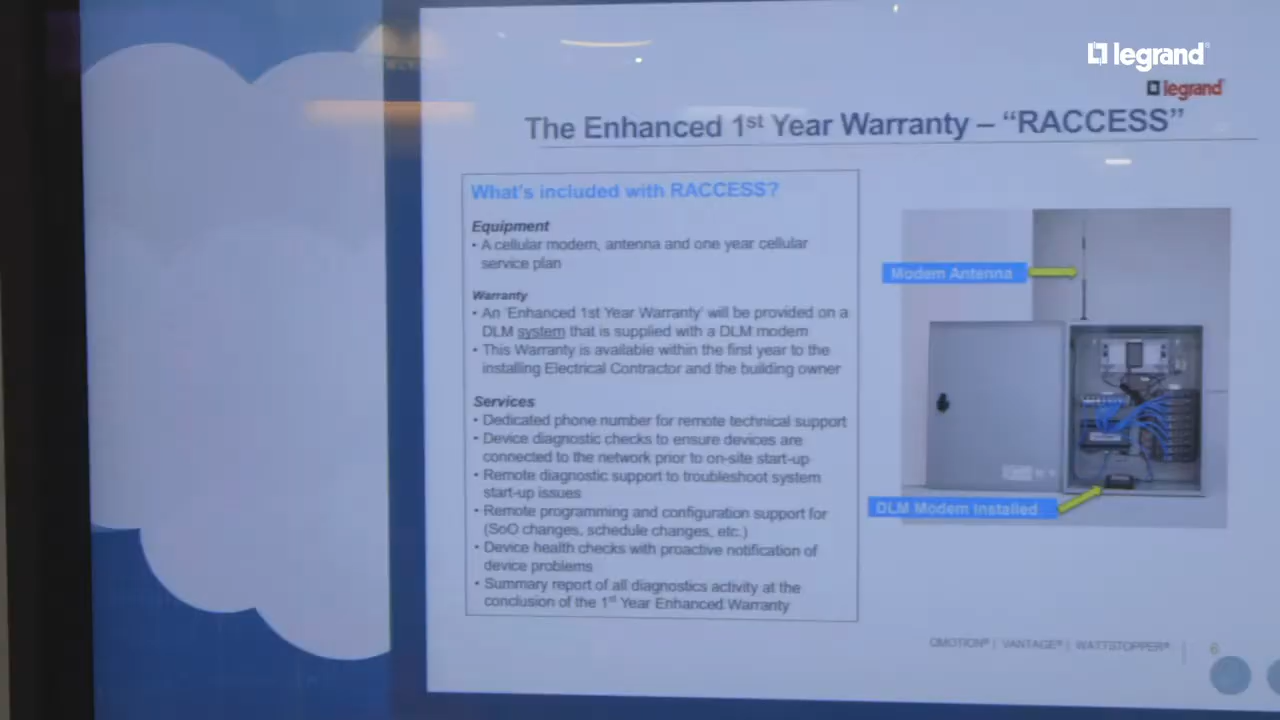 legrand®
legrand®
The Enhanced 1st Year Warranty – “RACCESS”
What's included with RACCESS?
Equipment
• A cellular modem, antenna and one year cellular
service plan
Warranty
• An 'Enhanced 1st Year Warranty' will be provided on a
DLM system that is supplied with a DLM modem
• This Warranty is available within the first year to the
installing Electrical Contractor and the building owner
Services
• Dedicated phone number for remote technical support
• Device diagnostic checks to ensure devices are
connected to the network prior to on-site start-up
• Remote diagnostic support to troubleshoot system
start-up issues
• Remote programming and configuration support for
(SoO changes, schedule changes, etc.)
• Device health checks with proactive notification of
device problems
• Summary report of all diagnostics activity at the
conclusion of the 1st Year Enhanced Warranty
Modem Antenna
DLM Modem Installed
QMOTION® | VANTAGE® | WATTSTOPPER® | 6